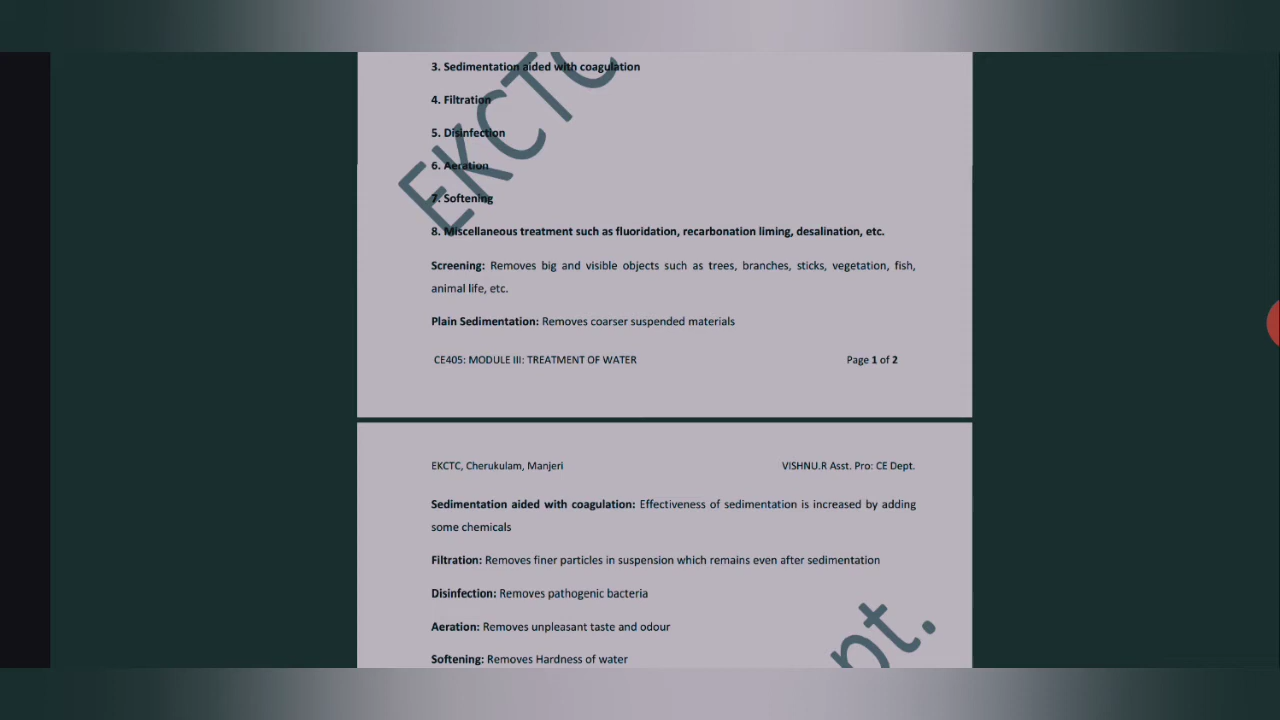 3. Sedimentation aided with coagulation
4. Filtration
5. Disinfection
6. Aeration
7. Softening
8. Miscellaneous treatment such as fluoridation, recarbonation liming, desalination, etc.
Screening: Removes big and visible objects such as trees, branches, sticks, vegetation, fish,
animal life, etc.
Plain Sedimentation: Removes coarser suspended materials
CE405: MODULE III: TREATMENT OF WATER Page 1 of 2
EKCTC, Cherukulam, Manjeri VISHNU.R Asst. Pro: CE Dept.
Sedimentation aided with coagulation: Effectiveness of sedimentation is increased by adding
some chemicals
Filtration: Removes finer particles in suspension which remains even after sedimentation
Disinfection: Removes pathogenic bacteria
Aeration: Removes unpleasant taste and odour
Softening: Removes Hardness of water
EKCTC
pt.